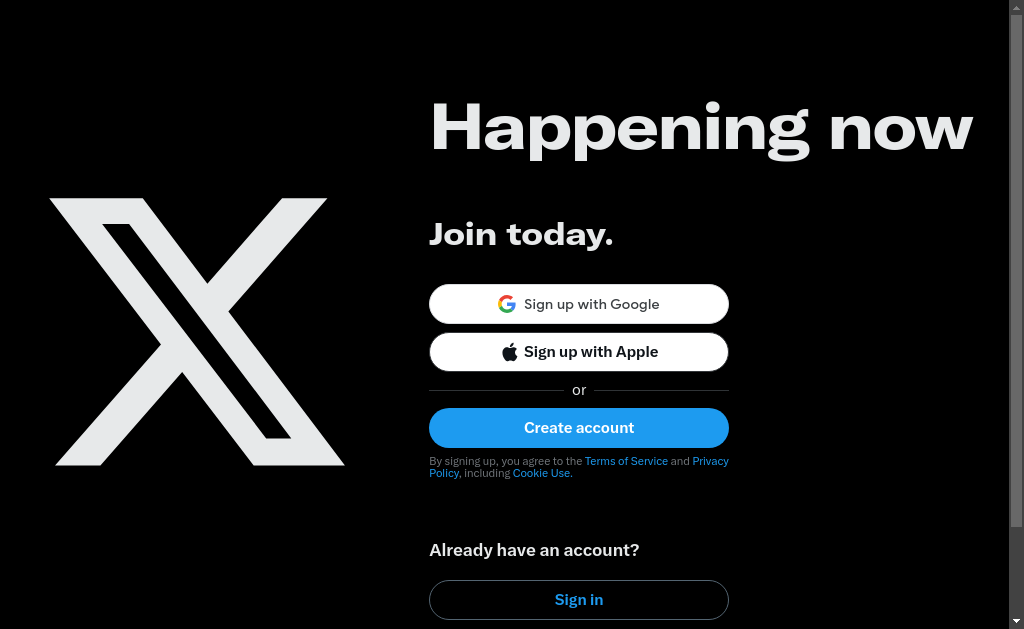 Happening now
Join today.
Sign up with Google
Sign up with Apple
or
Create account
By signing up, you agree to the Terms of Service and Privacy
Policy, including Cookie Use.
Already have an account?
Sign in